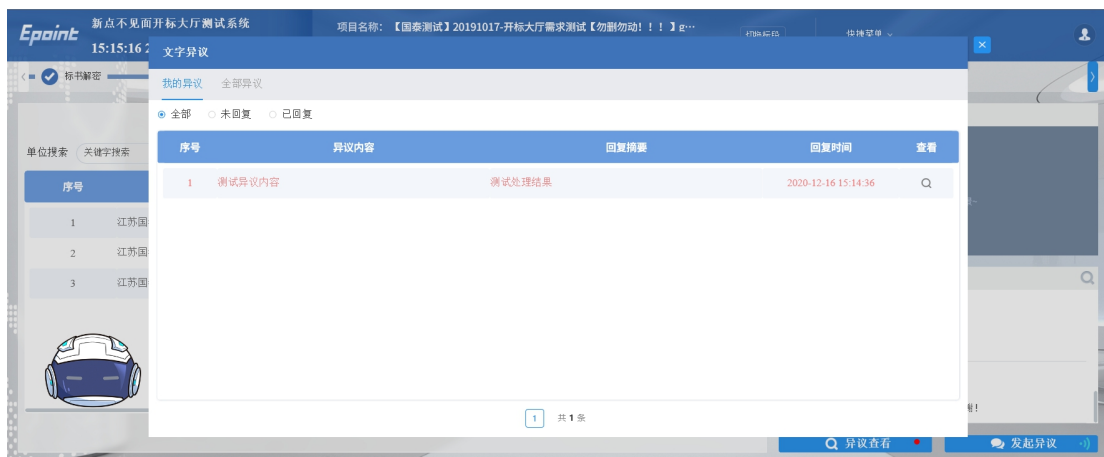 Epoint
新点不见面开标大厅测试系统
15:15:16 2
项目名称： 【国泰测试】20191017-开标大厅需求测试【勿删勿动！！！】g…
切换标段
快捷菜单
标书解密
文字异议
我的异议 全部异议
全部 未回复 已回复
单位搜索 关键字搜索
序号 异议内容 回复摘要 回复时间 查看
1 测试异议内容 测试处理结果 2020-12-16 15:14:36
序号
1 江苏国
2 江苏国
3 江苏国
1 共 1 条
谢！
异议查看
发起异议